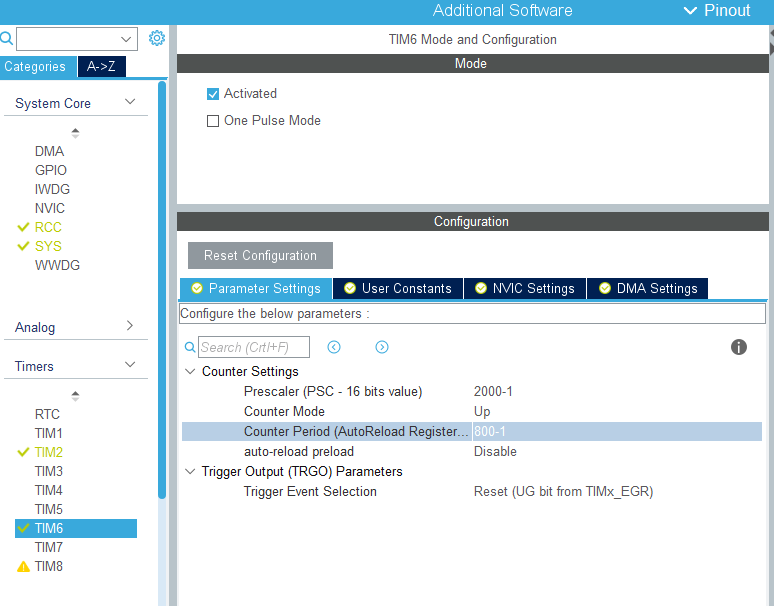 Additional Software
Pinout
Categories
A->Z
System Core
DMA
GPIO
IWDG
NVIC
RCC
SYS
WWDG
Analog
Timers
RTC
TIM1
TIM2
TIM3
TIM4
TIM5
TIM6
TIM7
TIM8
TIM6 Mode and Configuration
Mode
Activated
One Pulse Mode
Configuration
Reset Configuration
Parameter Settings
User Constants
NVIC Settings
DMA Settings
Configure the below parameters :
Search (Crtl+F)
Counter Settings
Prescaler (PSC - 16 bits value) 2000-1
Counter Mode Up
Counter Period (AutoReload Register... 800-1
auto-reload preload Disable
Trigger Output (TRGO) Parameters
Trigger Event Selection Reset (UG bit from TIMx_EGR)